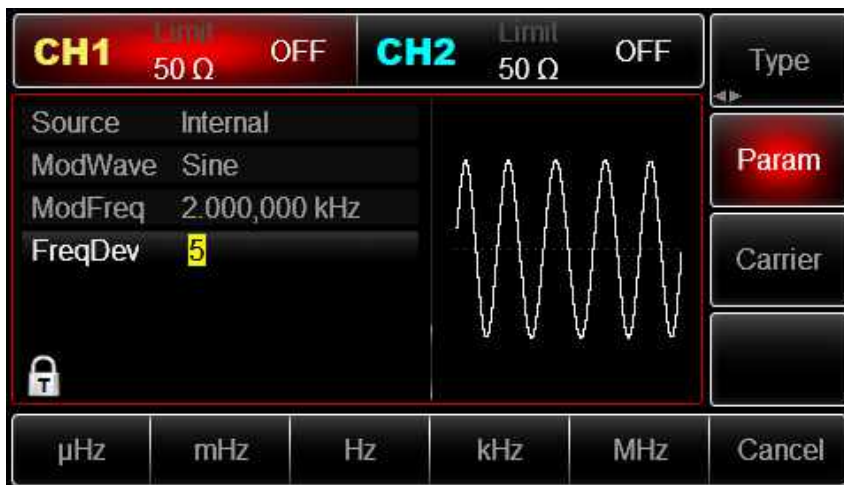 CH1 Limit 50 Ω OFF CH2 Limit 50 Ω OFF
Type
Source Internal
ModWave Sine
ModFreq 2.000,000 kHz
FreqDev 5
T
Param
Carrier
µHz mHz Hz kHz MHz Cancel